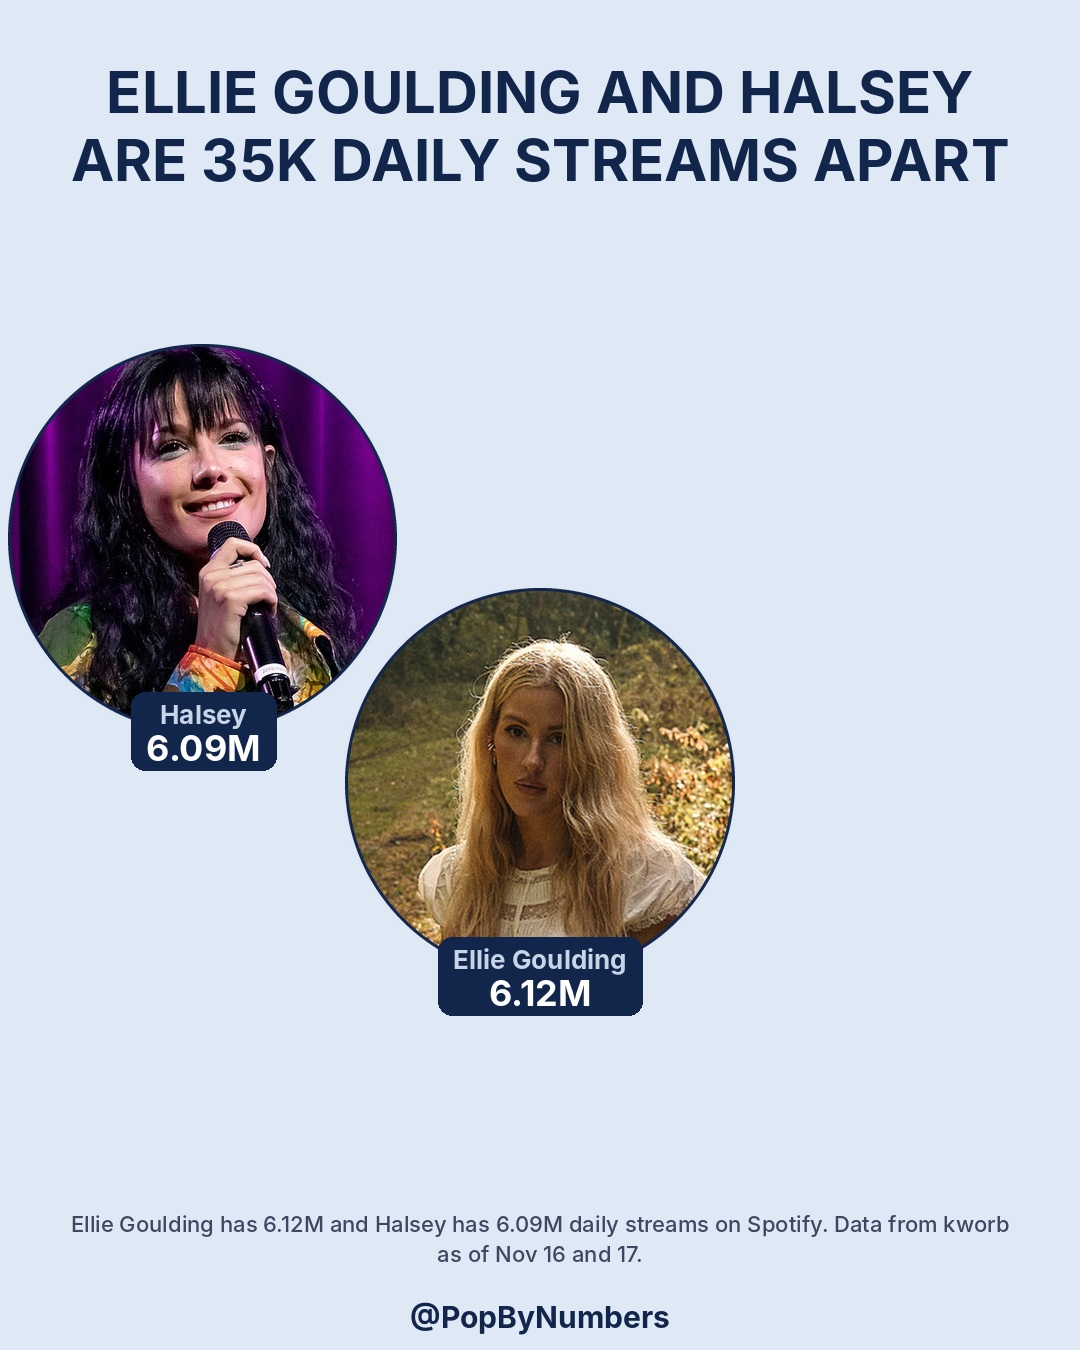 ELLIE GOULDING AND HALSEY
ARE 35K DAILY STREAMS APART
Halsey
6.09M
Ellie Goulding
6.12M
Ellie Goulding has 6.12M and Halsey has 6.09M daily streams on Spotify. Data from kworb
as of Nov 16 and 17.
@PopByNumbers